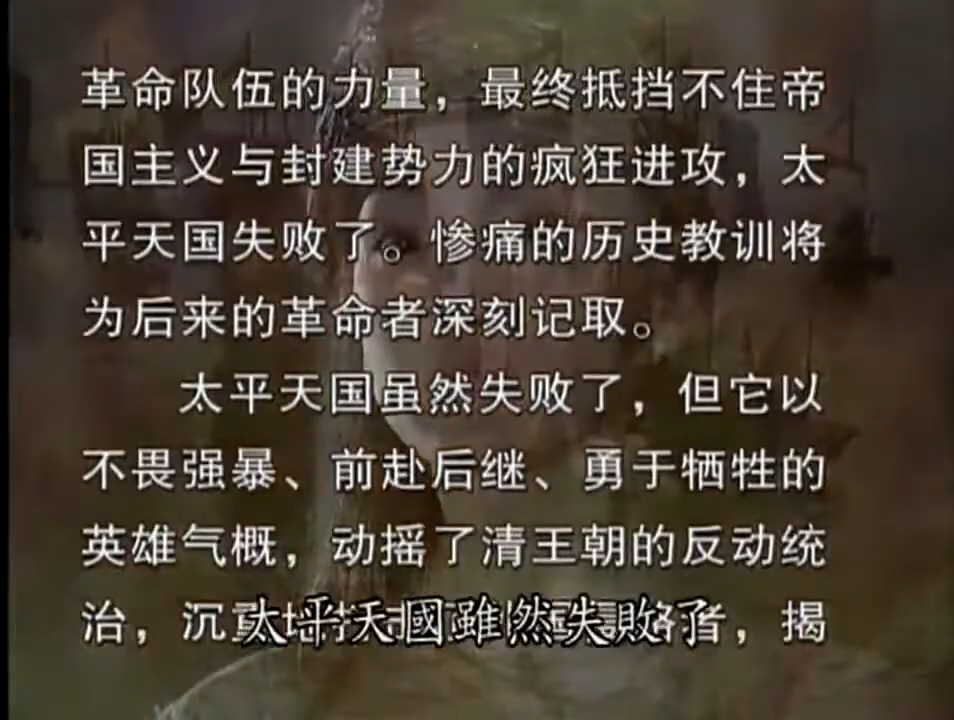 革命队伍的力量，最终抵挡不住帝
国主义与封建势力的疯狂进攻，太
平天国失败了。惨痛的历史教训将
为后来的革命者深刻记取。
太平天国虽然失败了，但它以
不畏强暴、前赴后继、勇于牺牲的
英雄气概，动摇了清王朝的反动统
治，沉重地者，揭
太平天國雖然失敗了